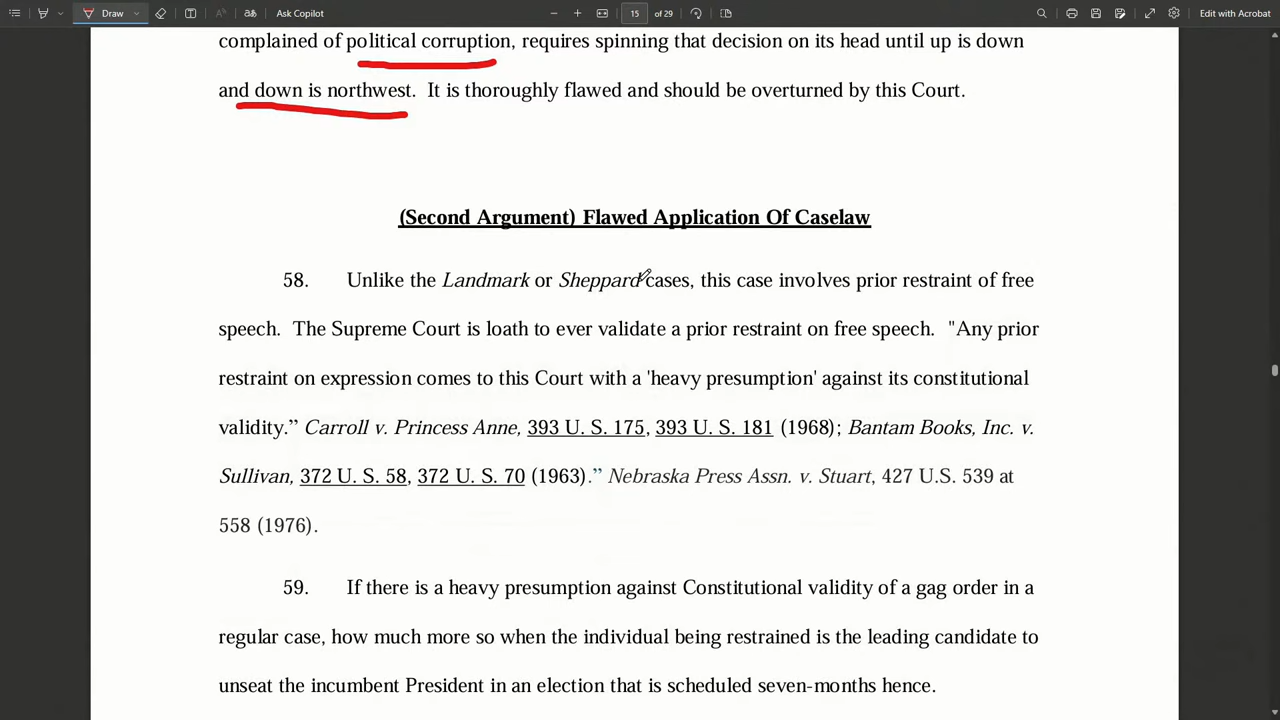 Draw
Ask Copilot
15 of 29
Edit with Acrobat
complained of political corruption, requires spinning that decision on its head until up is down
and down is northwest. It is thoroughly flawed and should be overturned by this Court.
(Second Argument) Flawed Application Of Caselaw
58. Unlike the Landmark or Sheppard cases, this case involves prior restraint of free
speech. The Supreme Court is loath to ever validate a prior restraint on free speech. "Any prior
restraint on expression comes to this Court with a 'heavy presumption' against its constitutional
validity.” Carroll v. Princess Anne, 393 U. S. 175, 393 U. S. 181 (1968); Bantam Books, Inc. v.
Sullivan, 372 U. S. 58, 372 U. S. 70 (1963).” Nebraska Press Assn. v. Stuart, 427 U.S. 539 at
558 (1976).
59. If there is a heavy presumption against Constitutional validity of a gag order in a
regular case, how much more so when the individual being restrained is the leading candidate to
unseat the incumbent President in an election that is scheduled seven-months hence.